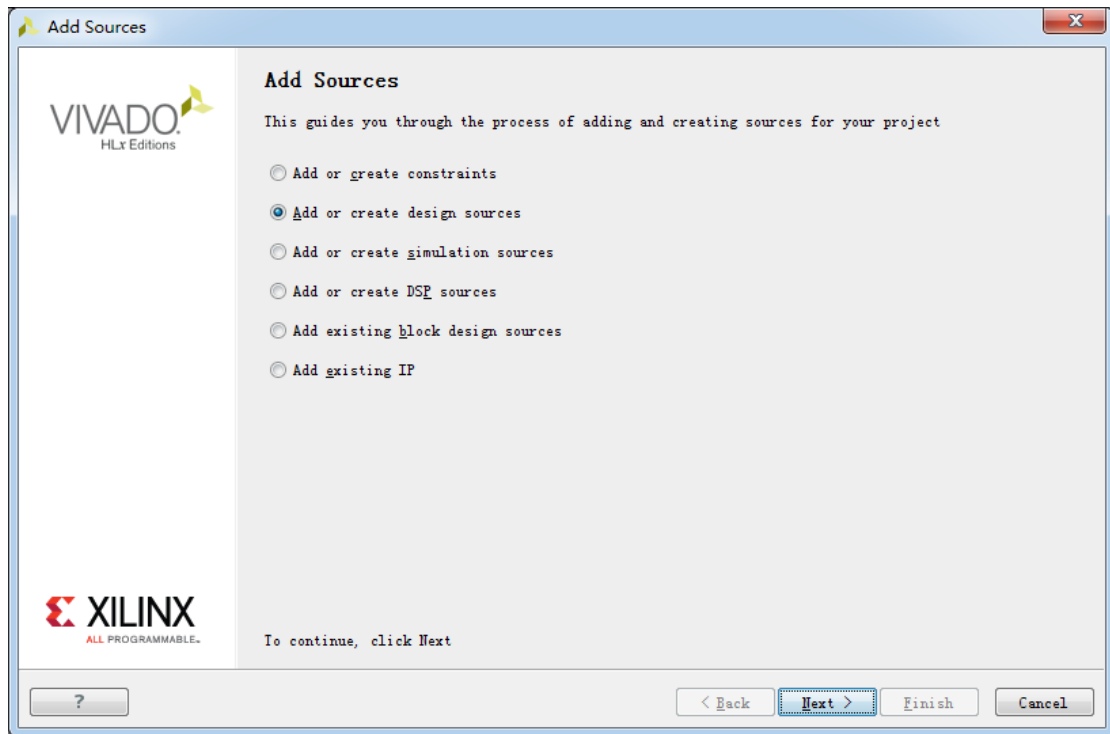 Add Sources
VIVADO.
HLx Editions
Add Sources
This guides you through the process of adding and creating sources for your project
Add or create constraints
Add or create design sources
Add or create simulation sources
Add or create DSP sources
Add existing block design sources
Add existing IP
XILINX
ALL PROGRAMMABLE™
To continue, click Next
?
< Back
Next >
Finish
Cancel